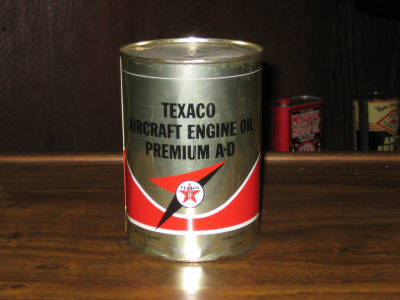 TEXACO
AIRCRAFT ENGINE OIL
PREMIUM A-D
TEXACO